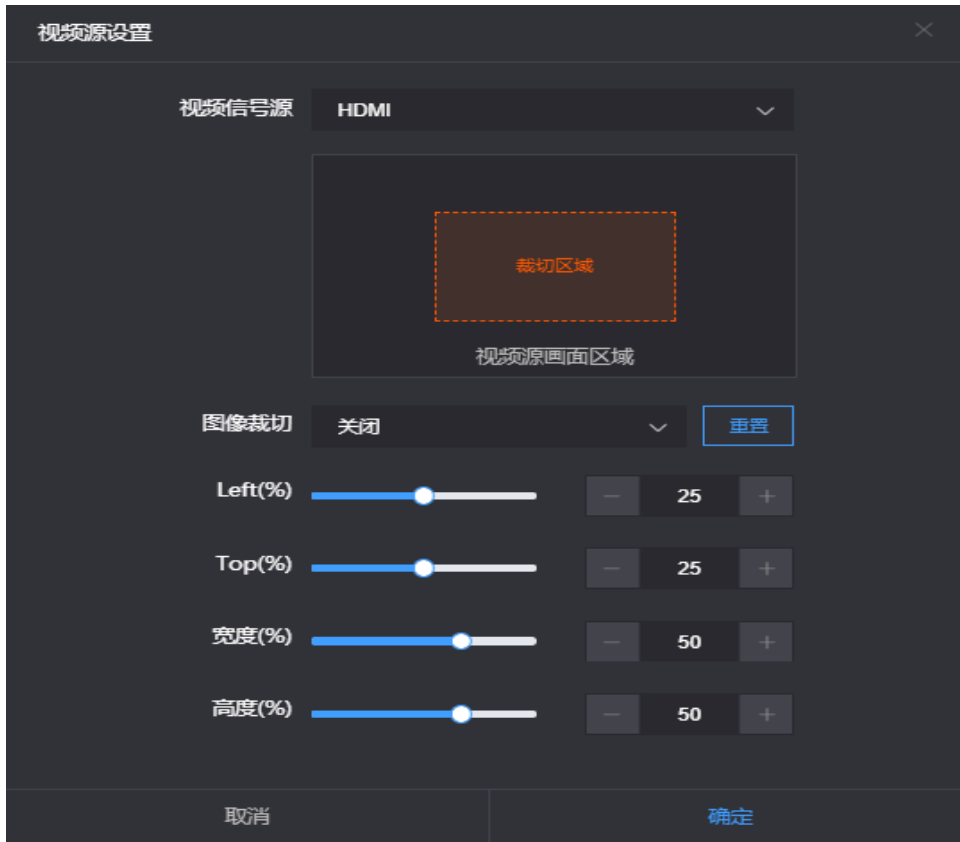 视频源设置
视频信号源 HDMI
裁切区域
视频源画面区域
图像裁切 关闭 重置
Left(%) 25
Top(%) 25
宽度(%) 50
高度(%) 50
取消 确定